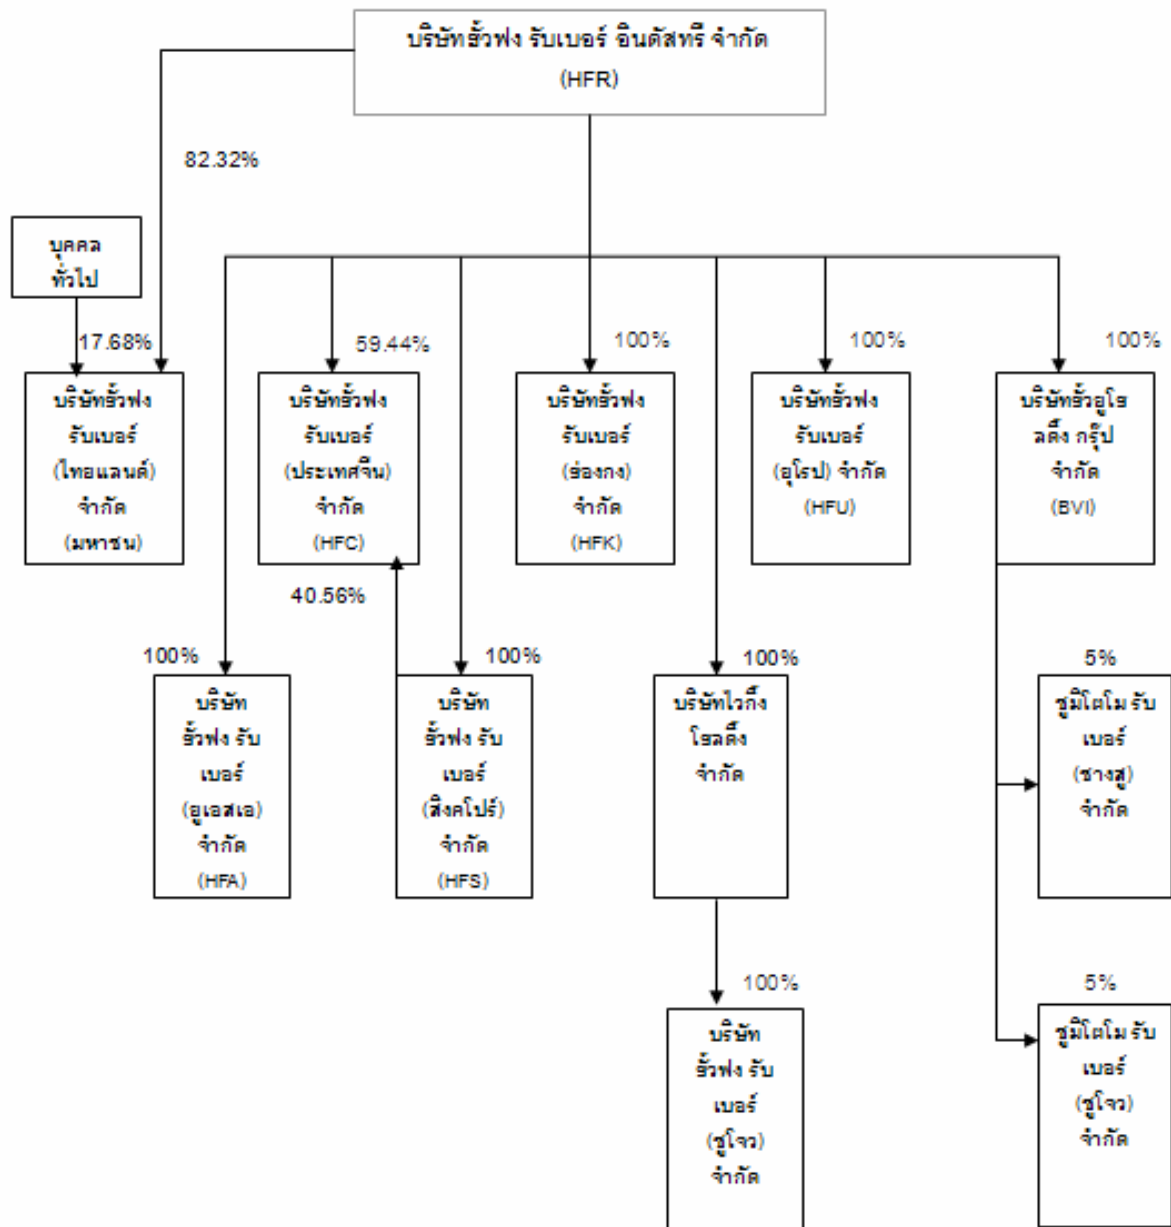 บริษัทฮั้วฟง รับเบอร์ อินดัสทรี จำกัด
(HFR)
82.32%
บุคคล
ทั่วไป
17.68%
59.44%
100%
100%
100%
บริษัทฮั้วฟง
รับเบอร์
(ไทยแลนด์)
จำกัด
(มหาชน)
บริษัทฮั้วฟง
รับเบอร์
(ประเทศจีน)
จำกัด
(HFC)
บริษัทฮั้วฟง
รับเบอร์
(ฮ่องกง)
จำกัด
(HFK)
บริษัทฮั้วฟง
รับเบอร์
(ยุโรป) จำกัด
(HFU)
บริษัทฮั้วยูโฮ
ลดิ้ง กรุ๊ป
จำกัด
(BVI)
40.56%
100%
100%
100%
5%
บริษัท
ฮั้วฟง รับ
เบอร์
(ยูเอสเอ)
จำกัด
(HFA)
บริษัท
ฮั้วฟง รับ
เบอร์
(สิงคโปร์)
จำกัด
(HFS)
บริษัทไวกิ้ง
โฮลดิ้ง
จำกัด
ซูมิโตโม รับ
เบอร์
(ชางสู)
จำกัด
100%
5%
บริษัท
ฮั้วฟง รับ
เบอร์
(ซูโจว)
จำกัด
ซูมิโตโม รับ
เบอร์
(ซูโจว)
จำกัด